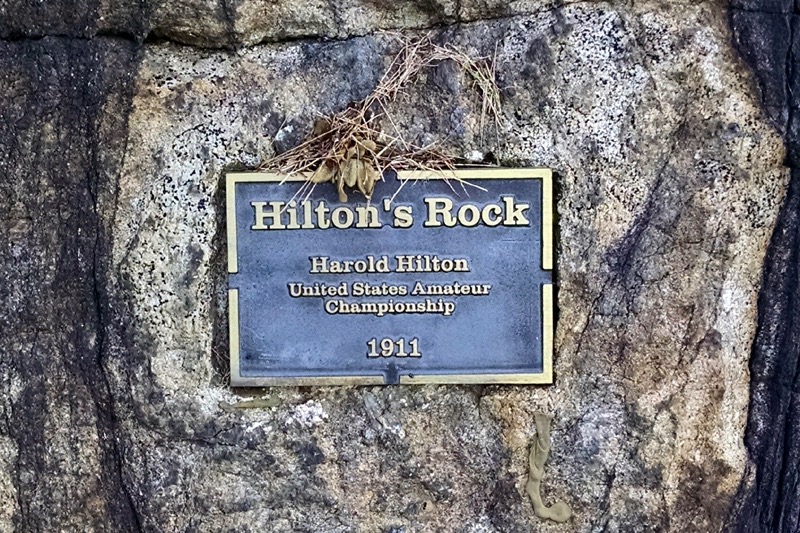 Hilton's Rock
Harold Hilton
United States Amateur
Championship
1911